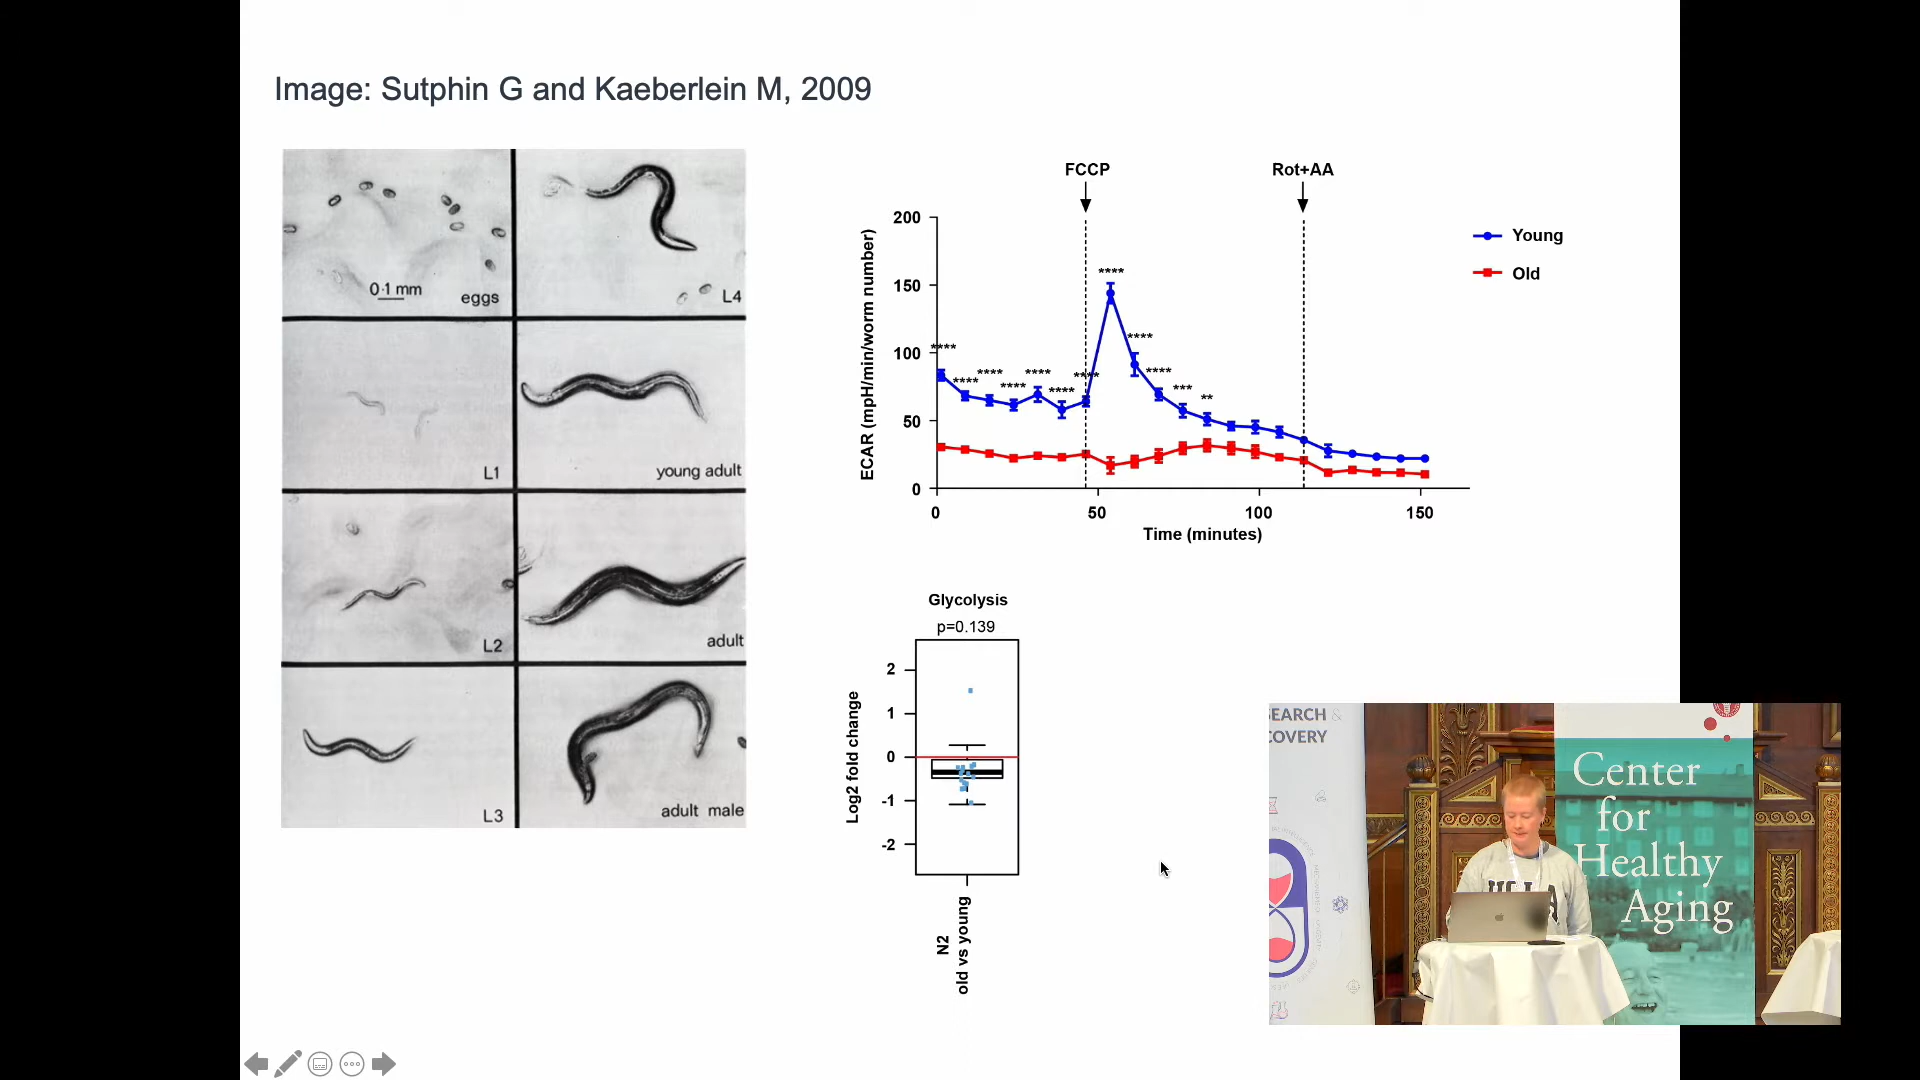 Image: Sutphin G and Kaeberlein M, 2009
0·1 mm
eggs
L4
L1
young adult
L2
adult
L3
adult male
FCCP
Rot+AA
****
****
****
****
****
****
****
****
****
****
***
**
200
150
100
50
0
ECAR (mpH/min/worm number)
0
50
100
150
Time (minutes)
Young
Old
Glycolysis
p=0.139
2
1
0
-1
-2
Log2 fold change
N2
old vs young
EARCH &
COVERY
Center
for
Healthy
Aging